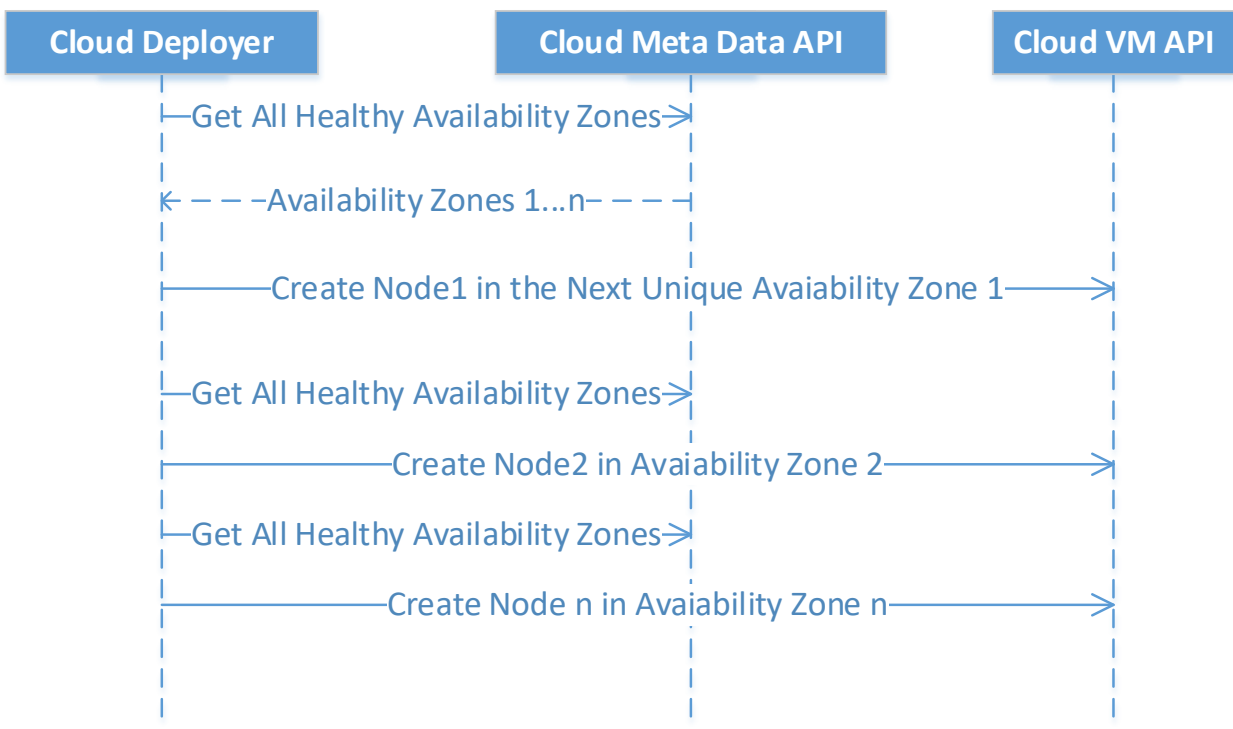 Cloud Deployer
Cloud Meta Data API
Cloud VM API
Get All Healthy Availability Zones
Availability Zones 1...n
Create Node1 in the Next Unique Avaiability Zone 1
Get All Healthy Availability Zones
Create Node2 in Avaiability Zone 2
Get All Healthy Availability Zones
Create Node n in Avaiability Zone n